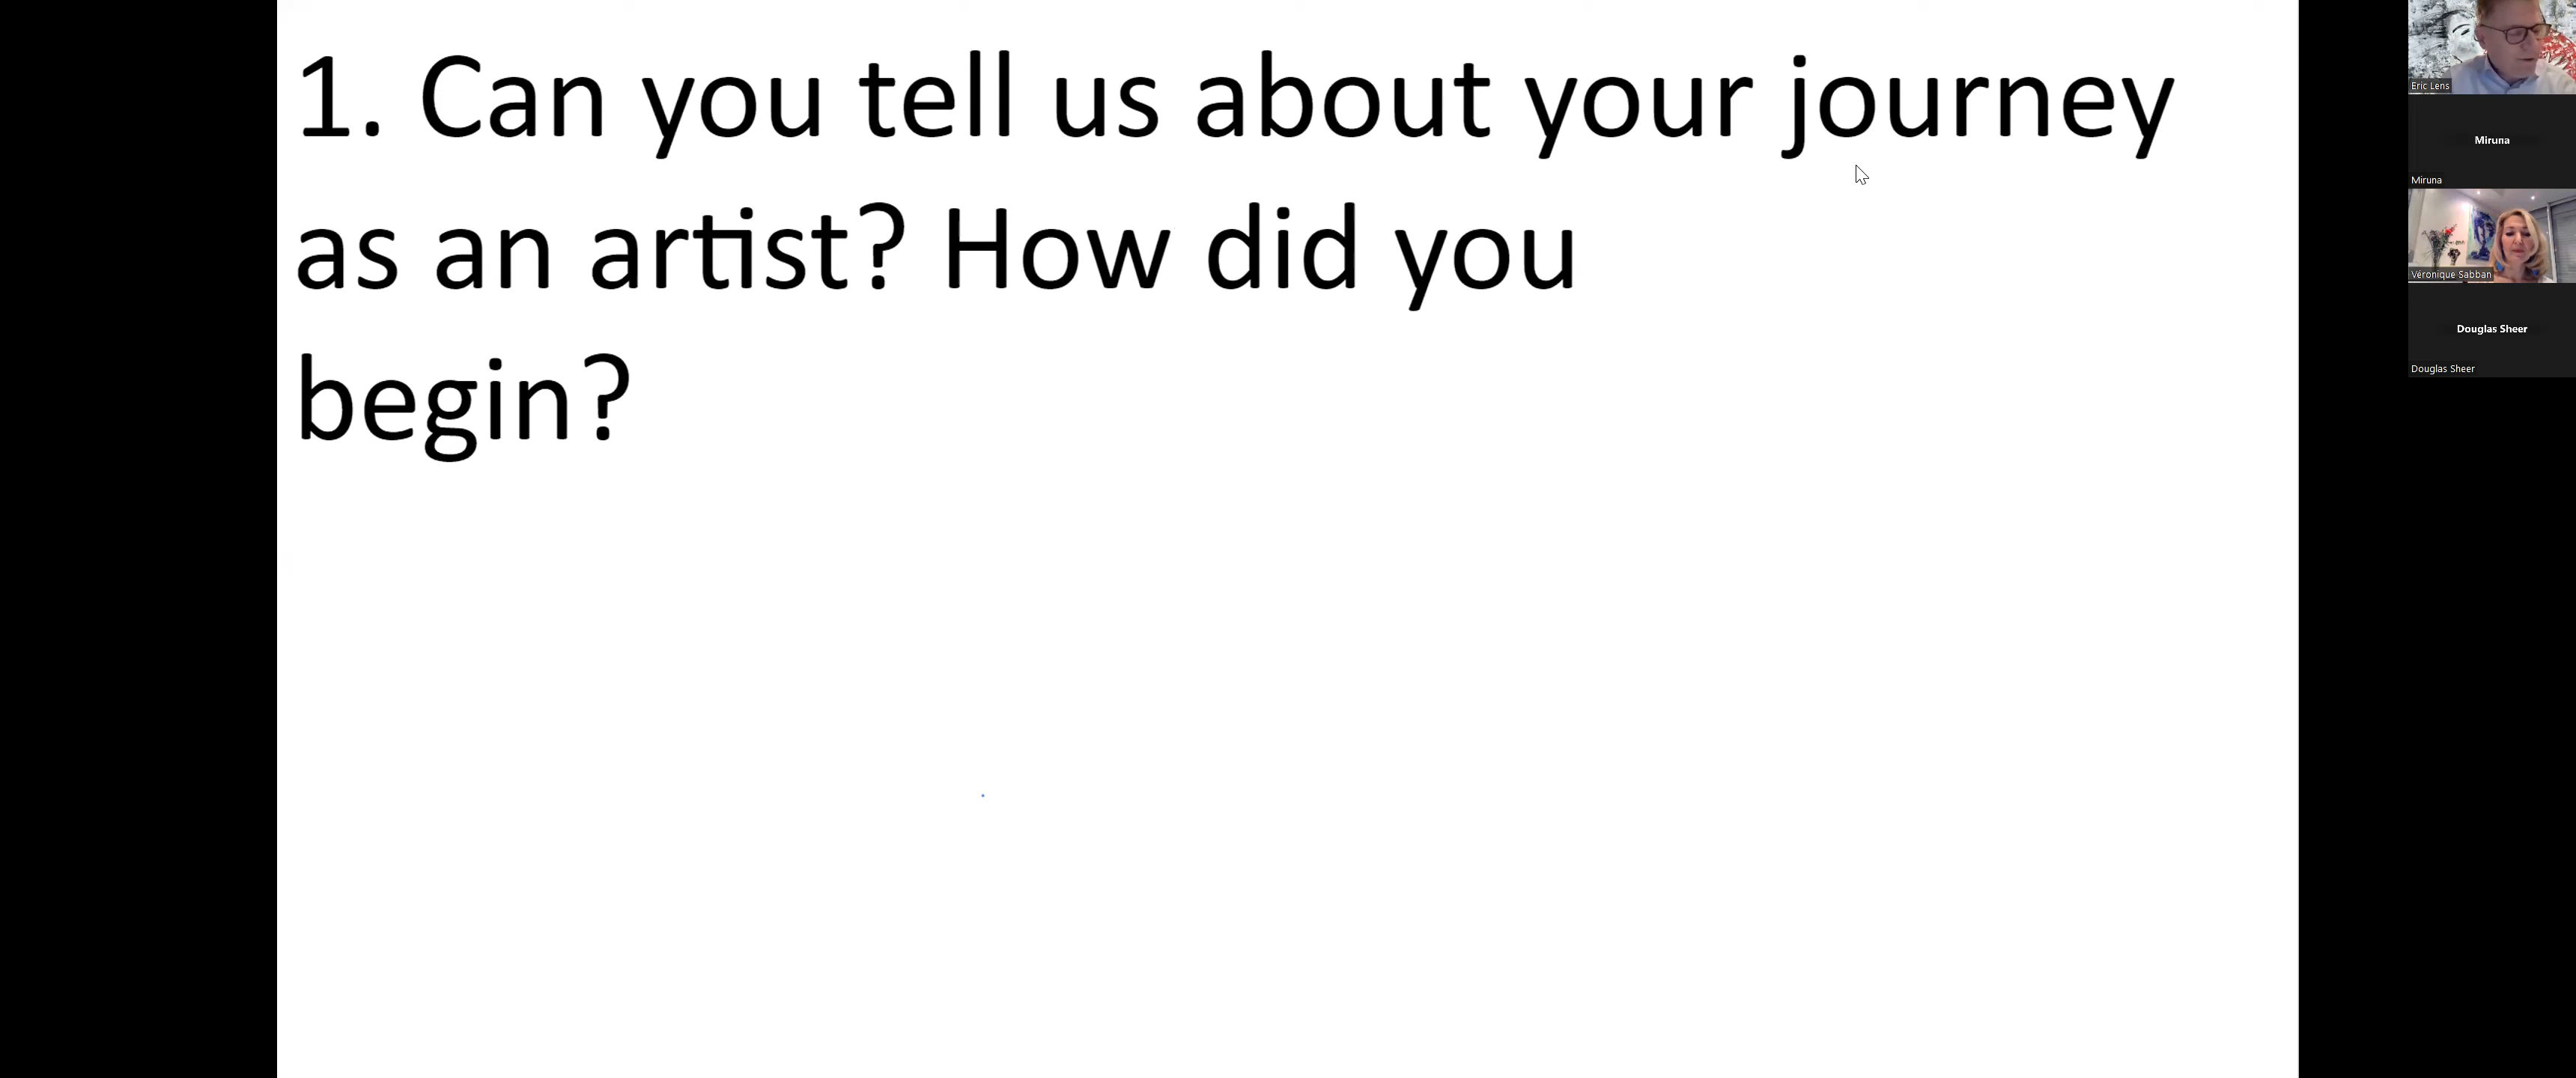 1. Can you tell us about your journey
as an artist? How did you
begin?
Eric Lens
Miruna
Miruna
Véronique Sabban
Douglas Sheer
Douglas Sheer